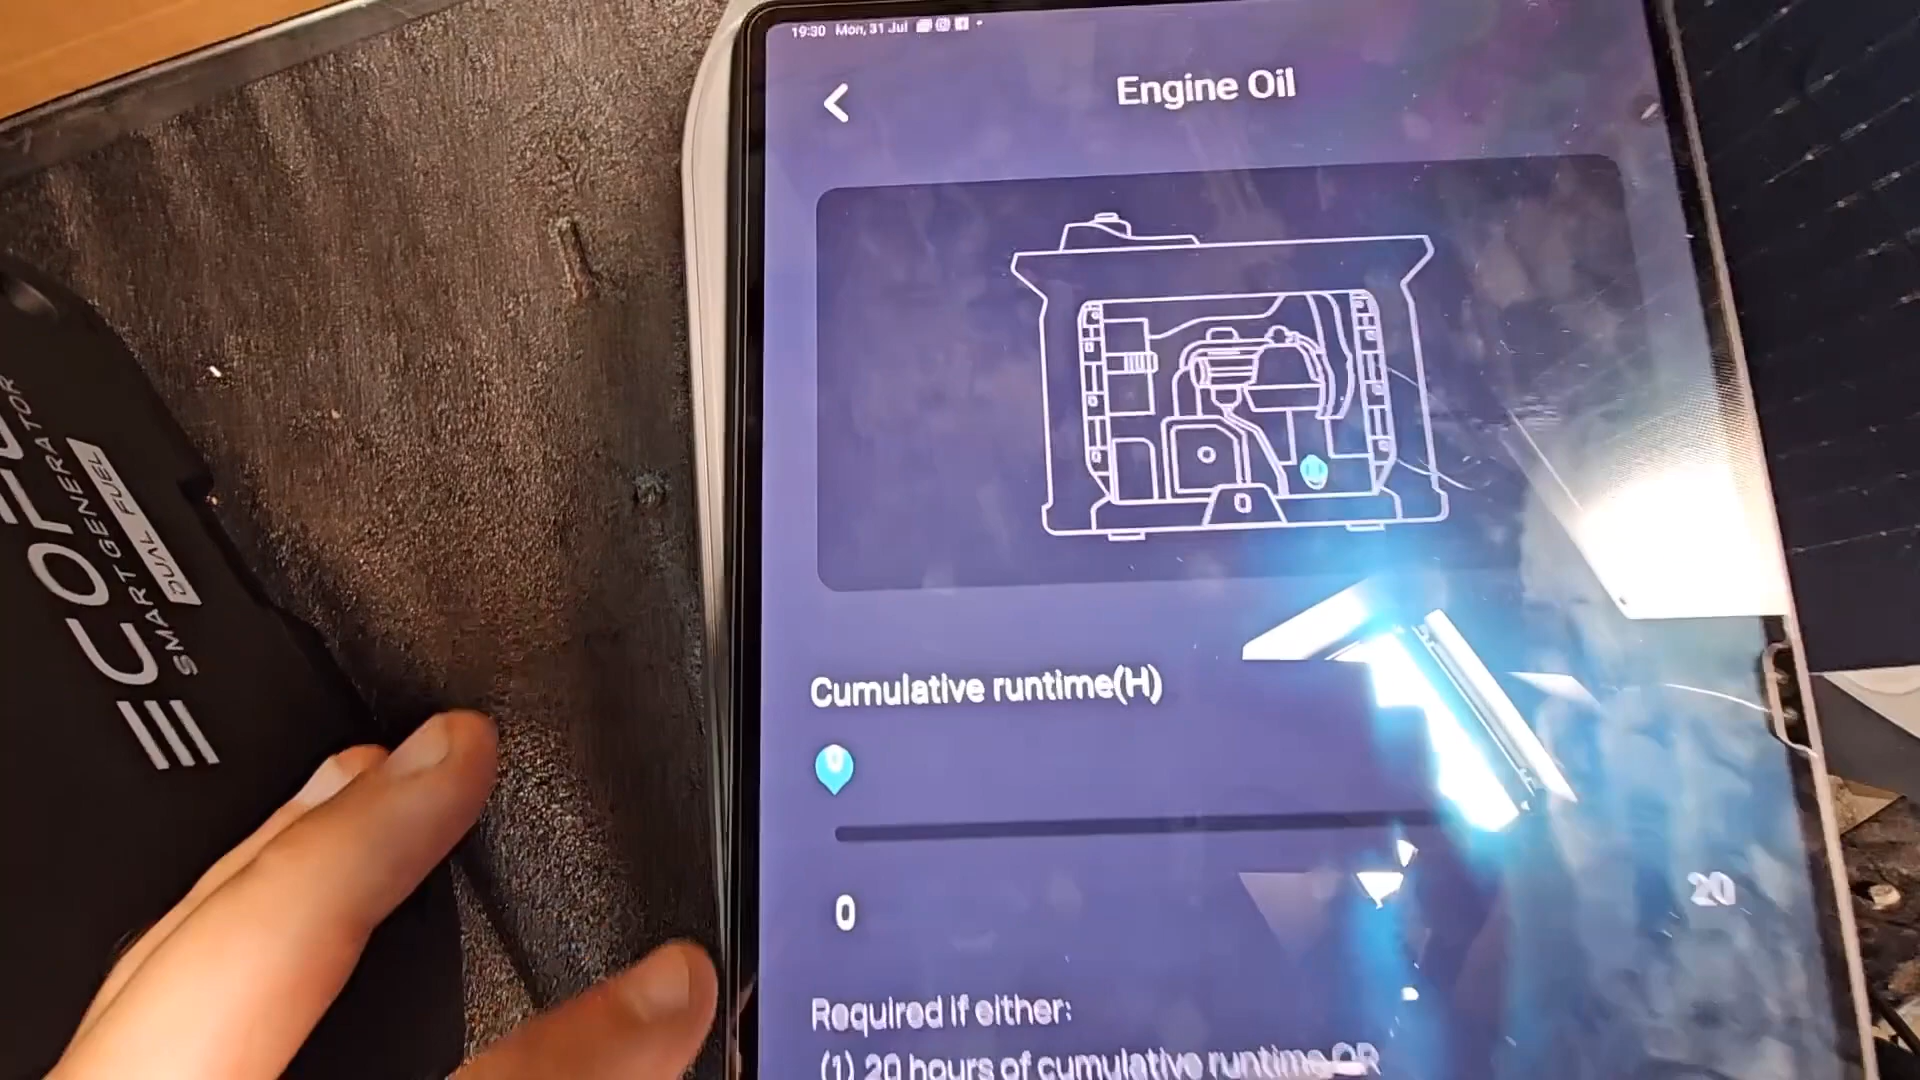 19:30 Mon, 31 Jul
Engine Oil
Cumulative runtime(H)
0
0
20
Required if either:
(1) 20 hours of cumulative runtime OR
SMART GENERATOR
DUAL FUEL